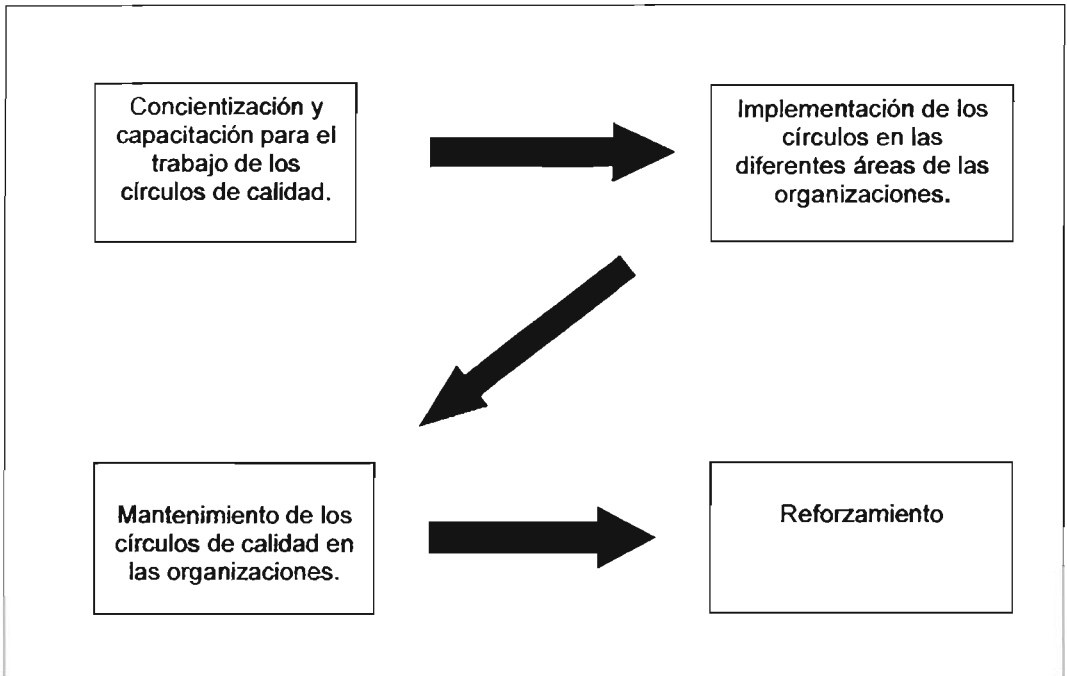 Concientización y
capacitación para el
trabajo de los
círculos de calidad.
Implementación de los
círculos en las
diferentes áreas de las
organizaciones.
Mantenimiento de los
círculos de calidad en
las organizaciones.
Reforzamiento